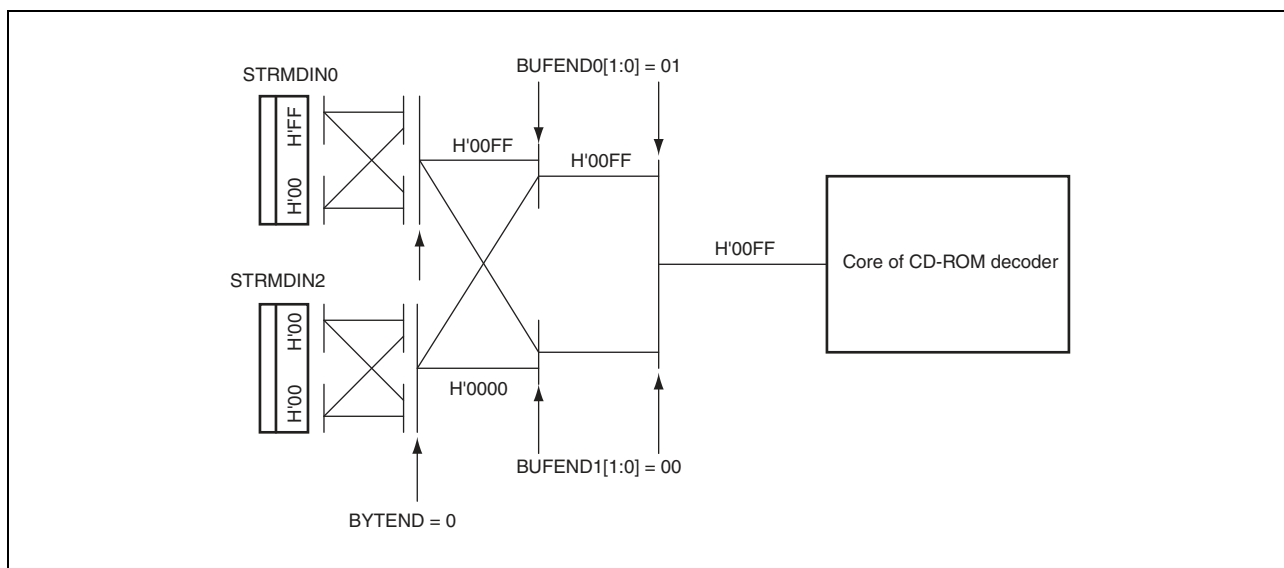 STRMDIN0
BUFEND0[1:0] = 01
H'FF
H'00
H'00FF
H'00FF
H'00FF
Core of CD-ROM decoder
STRMDIN2
H'00
H'00
H'0000
BUFEND1[1:0] = 00
BYTEND = 0